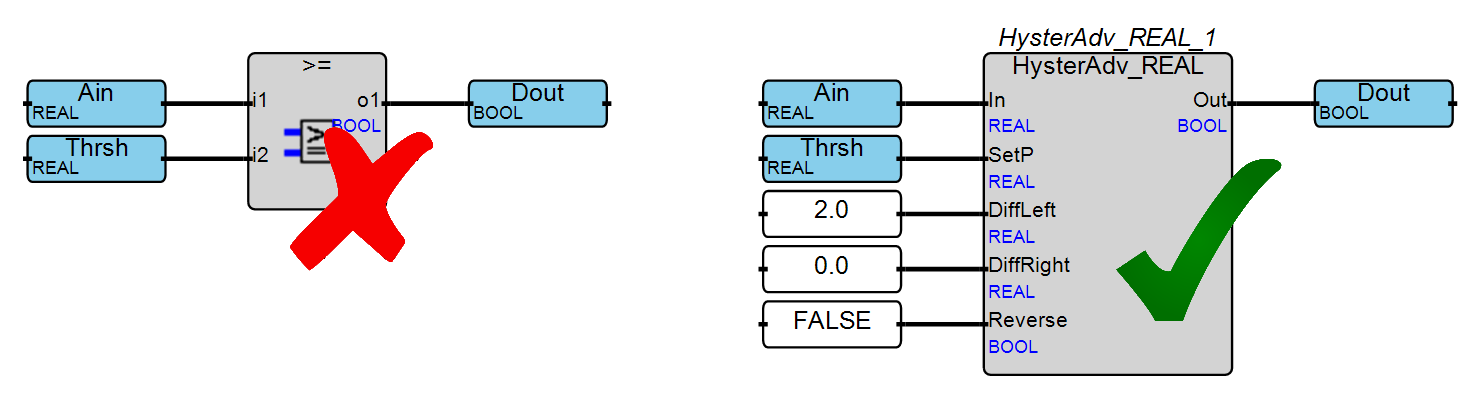 >=
Ain
REAL
i1
o1
BOOL
Dout
BOOL
Thrsh
REAL
i2
HysterAdv_REAL_1
HysterAdv_REAL
Ain
REAL
In
REAL
Out
BOOL
Dout
BOOL
Thrsh
REAL
SetP
REAL
2.0
DiffLeft
REAL
0.0
DiffRight
REAL
FALSE
Reverse
BOOL